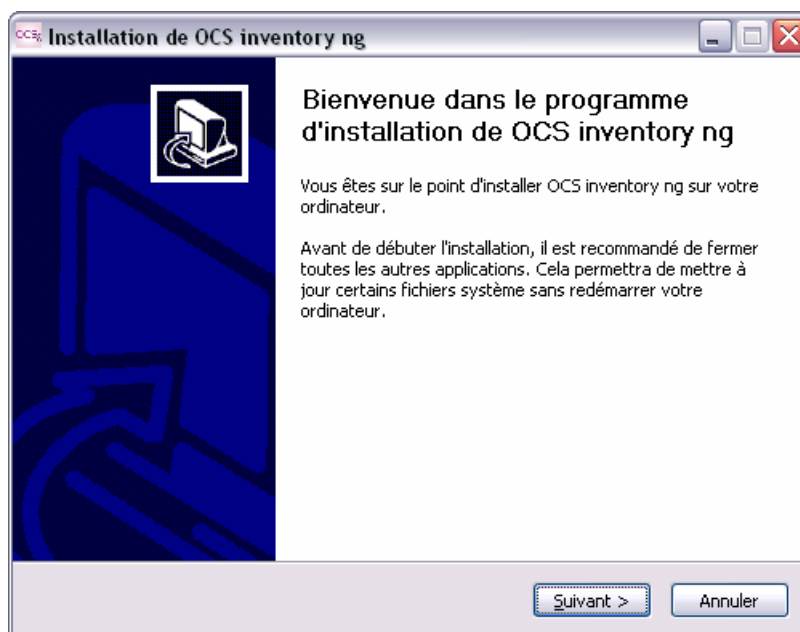 Installation de OCS inventory ng
Bienvenue dans le programme
d'installation de OCS inventory ng
Vous êtes sur le point d'installer OCS inventory ng sur votre
ordinateur.
Avant de débuter l'installation, il est recommandé de fermer
toutes les autres applications. Cela permettra de mettre à
jour certains fichiers système sans redémarrer votre
ordinateur.
Suivant >
Annuler